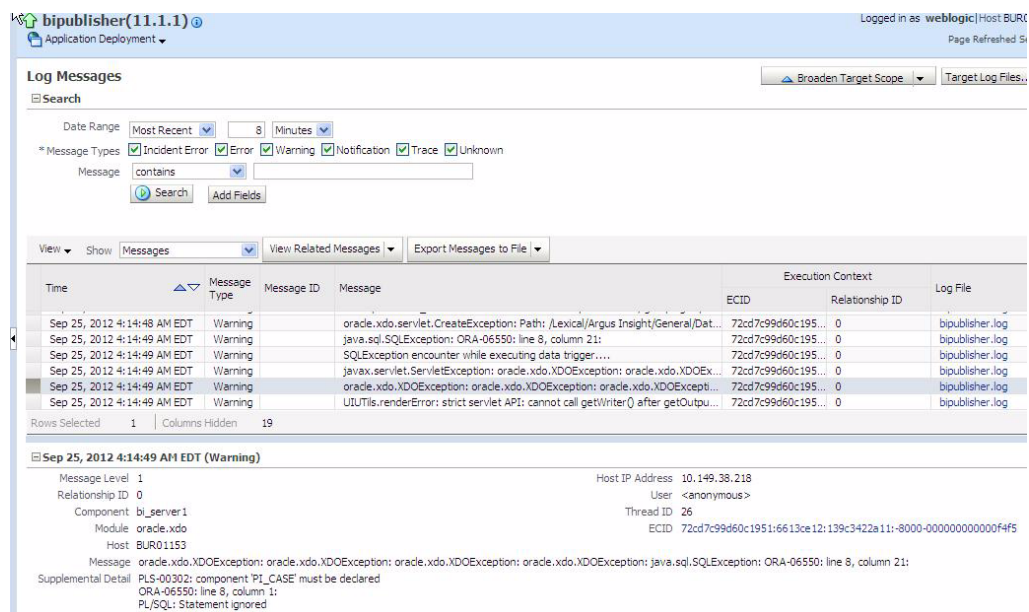 bipublisher(11.1.1)
Logged in as weblogic|Host BUR0
Application Deployment
Page Refreshed Se
Log Messages
Broaden Target Scope
Target Log Files...
Search
Date Range Most Recent 8 Minutes
* Message Types Incident Error Error Warning Notification Trace Unknown
Message contains
Search Add Fields
View Show Messages View Related Messages Export Messages to File
Time Message Type Message ID Message Execution Context Log File
ECID Relationship ID
Sep 25, 2012 4:14:48 AM EDT Warning oracle.xdo.servlet.CreateException: Path: /Lexical/Argus Insight/General/Dat... 72cd7c99d60c195... 0 bipublisher.log
Sep 25, 2012 4:14:49 AM EDT Warning java.sql.SQLException: ORA-06550: line 8, column 21: 72cd7c99d60c195... 0 bipublisher.log
Sep 25, 2012 4:14:49 AM EDT Warning SQLException encounter while executing data trigger.... 72cd7c99d60c195... 0 bipublisher.log
Sep 25, 2012 4:14:49 AM EDT Warning javax.servlet.ServletException: oracle.xdo.XDOException: oracle.xdo.XDOEx... 72cd7c99d60c195... 0 bipublisher.log
Sep 25, 2012 4:14:49 AM EDT Warning oracle.xdo.XDOException: oracle.xdo.XDOException: oracle.xdo.XDOExcepti... 72cd7c99d60c195... 0 bipublisher.log
Sep 25, 2012 4:14:49 AM EDT Warning UIUTils.renderError: strict servlet API: cannot call getWriter() after getOutpu... 72cd7c99d60c195... 0 bipublisher.log
Rows Selected 1 Columns Hidden 19
Sep 25, 2012 4:14:49 AM EDT (Warning)
Message Level 1 Host IP Address 10.149.38.218
Relationship ID 0 User <anonymous>
Component bi_server1 Thread ID 26
Module oracle.xdo ECID 72cd7c99d60c1951:6613ce12:139c3422a11:-8000-000000000000f4f5
Host BUR01153
Message oracle.xdo.XDOException: oracle.xdo.XDOException: oracle.xdo.XDOException: oracle.xdo.XDOException: java.sql.SQLException: ORA-06550: line 8, column 21:
Supplemental Detail PLS-00302: component 'PI_CASE' must be declared
ORA-06550: line 8, column 1:
PL/SQL: Statement ignored